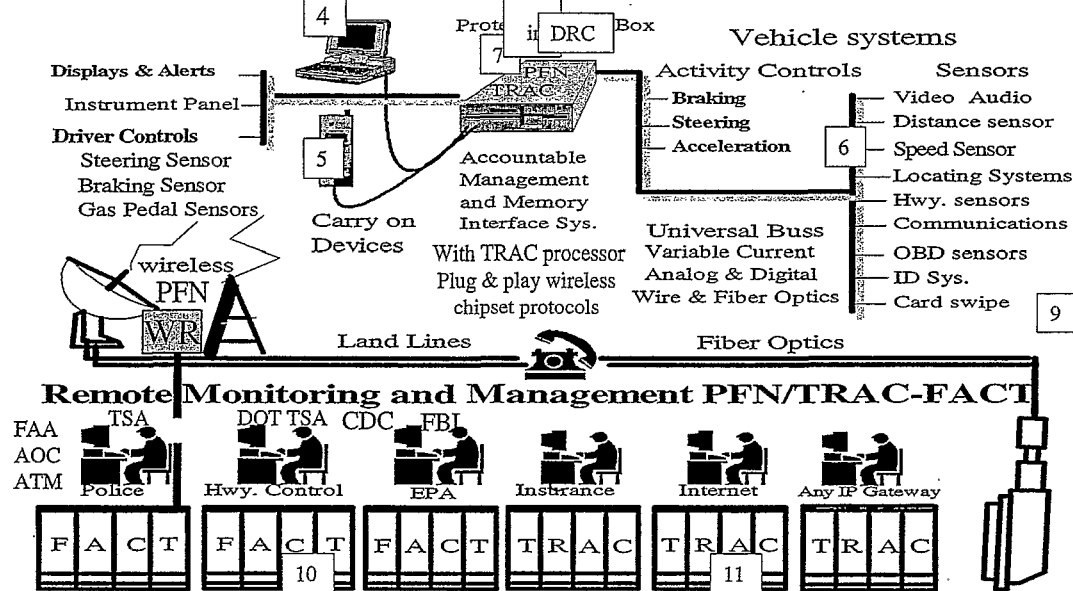 4
Prote in DRC Box
7
PFN
TRAC
Vehicle systems
Displays & Alerts
Instrument Panel
Driver Controls
Steering Sensor
Braking Sensor
Gas Pedal Sensors
5
Carry on
Devices
Accountable
Management
and Memory
Interface Sys.
With TRAC processor
Plug & play wireless
chipset protocols
Activity Controls
Braking
Steering
Acceleration
Universal Buss
Variable Current
Analog & Digital
Wire & Fiber Optics
6
Sensors
Video Audio
Distance sensor
Speed Sensor
Locating Systems
Hwy. sensors
Communications
OBD sensors
ID Sys.
Card swipe
9
wireless
PFN
WR
Land Lines
Fiber Optics
Remote Monitoring and Management PFN/TRAC-FACT
FAA
AOC
ATM
TSA
Police
DOT TSA
Hwy. Control
CDC
FBI
EPA
Insurance
Internet
Any IP Gateway
F A C T
F A C T
10
F A C T
T R A C
T R A C
11
T R A C